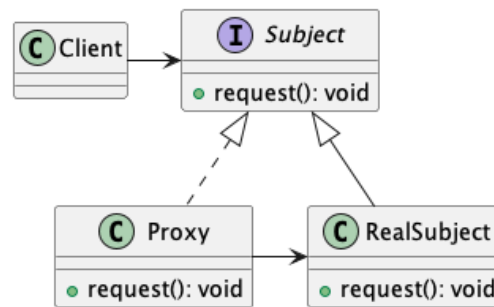 C Client
I Subject
request(): void
C Proxy
C RealSubject
request(): void
request(): void